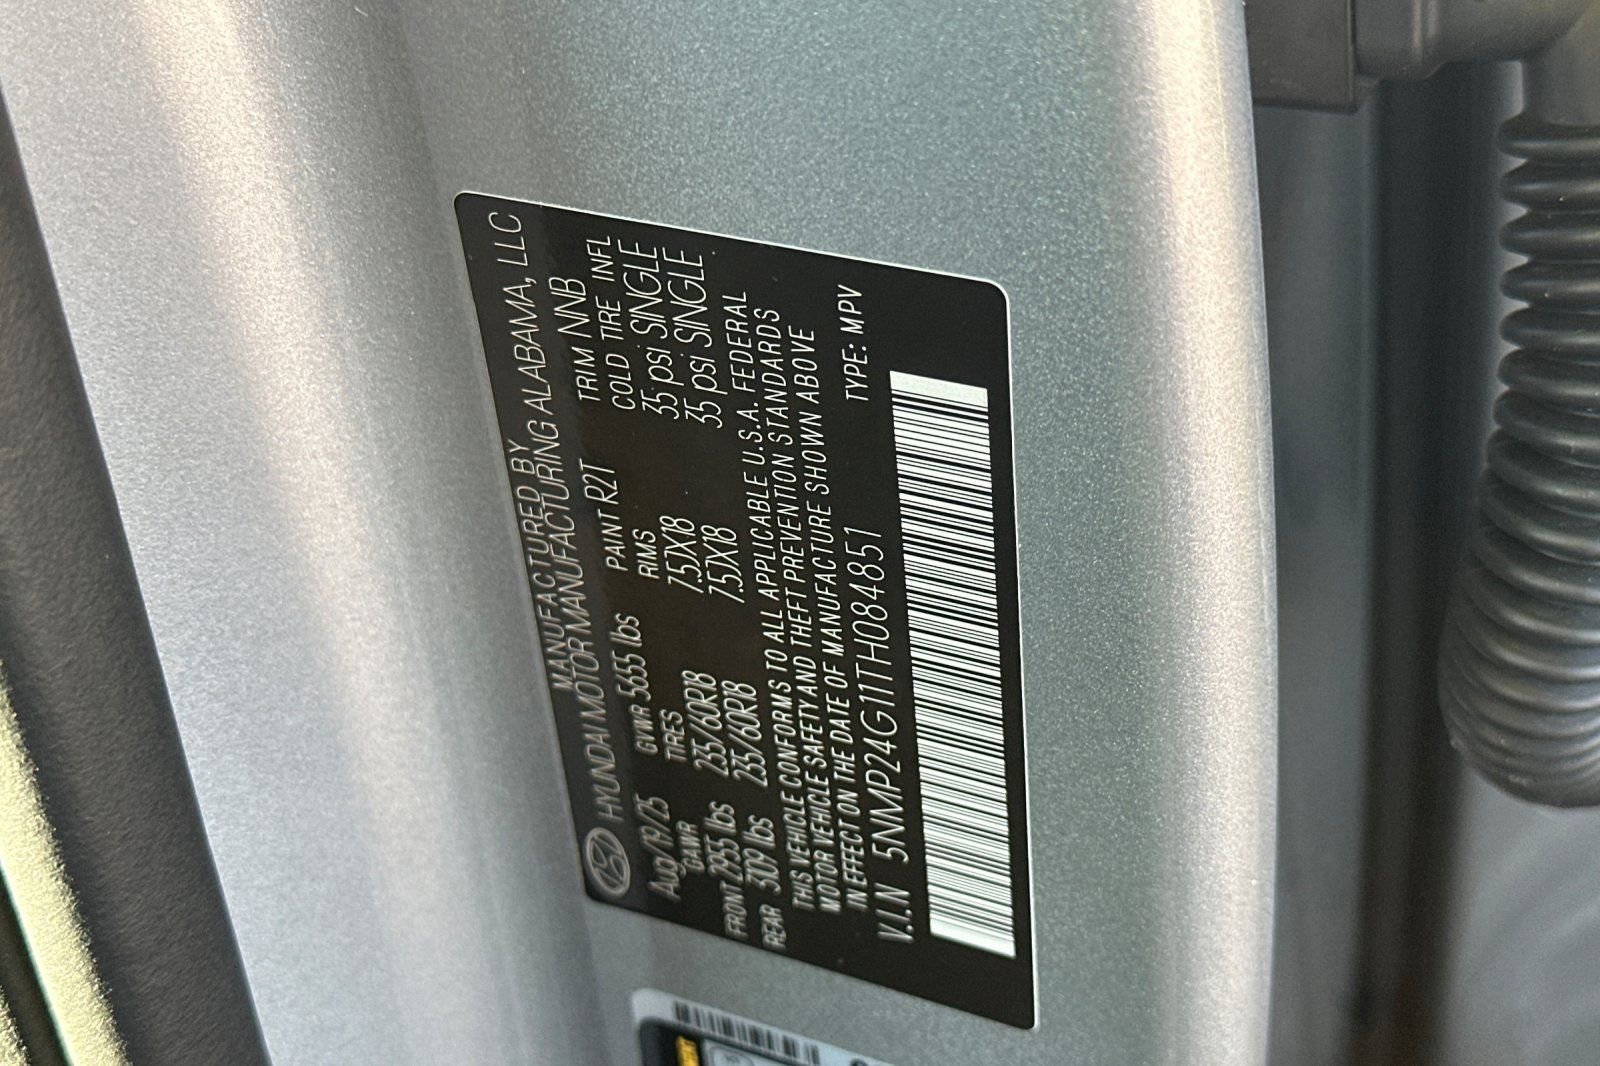 MANUFACTURED BY
HYUNDAI MOTOR MANUFACTURING ALABAMA, LLC
Aug/19/25 GVWR 5655 lbs PAINT R2T TRIM NNB
GAWR TIRES RIMS COLD TIRE INFL
FRONT 2955 lbs 235/60R18 7.5JX18 35 psi SINGLE
REAR 3109 lbs 235/60R18 7.5JX18 35 psi SINGLE
THIS VEHICLE CONFORMS TO ALL APPLICABLE U.S.A. FEDERAL
MOTOR VEHICLE SAFETY AND THEFT PREVENTION STANDARDS
IN EFFECT ON THE DATE OF MANUFACTURE SHOWN ABOVE
V.I.N 5NMP24G11TH084851 TYPE: MPV